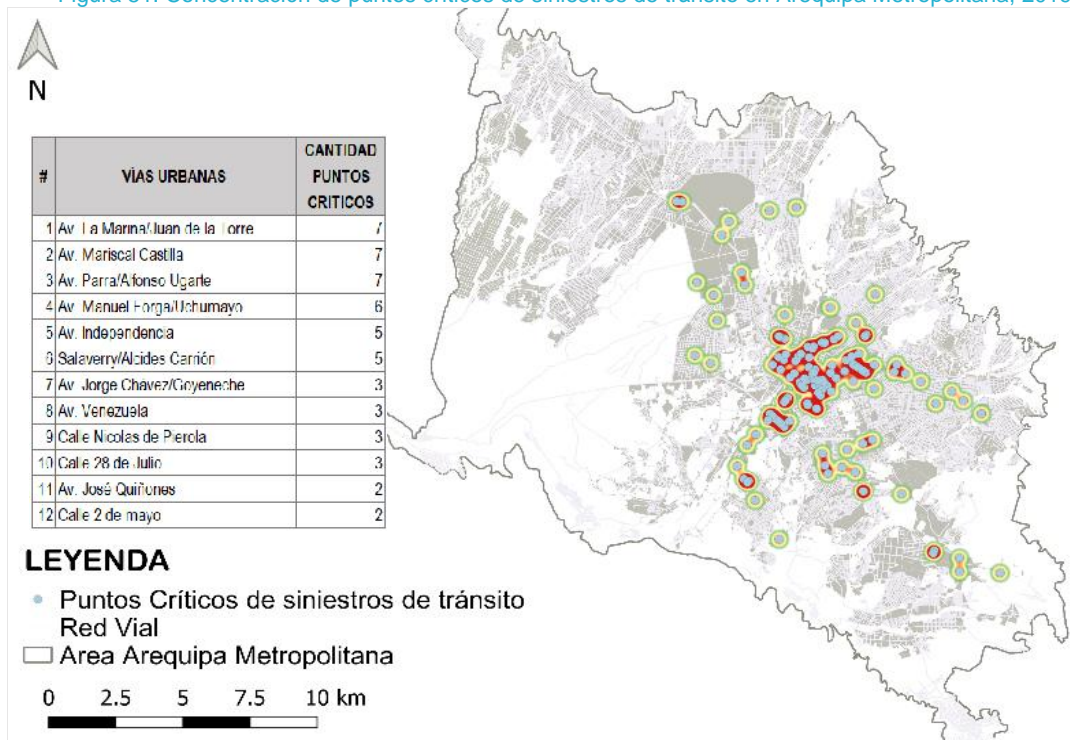 de puntos críticos de siniestros de tránsito en Arequipa Metropolitana,
N
# VÍAS URBANAS CANTIDAD PUNTOS CRITICOS
1 Av. La Marina/Juan de la Torre 7
2 Av. Mariscal Castilla 7
3 Av. Parra/Alfonso Ugarte 7
4 Av. Manuel Forga/Uchumayo 6
5 Av. Independencia 5
6 Salaverry/Alcides Carrión 5
7 Av. Jorge Chavez/Goyeneche 3
8 Av. Venezuela 3
9 Calle Nicolas de Pierola 3
10 Calle 28 de Julio 3
11 Av. José Quiñones 2
12 Calle 2 de mayo 2
LEYENDA
Puntos Críticos de siniestros de tránsito
Red Vial
Area Arequipa Metropolitana
0 2.5 5 7.5 10 km